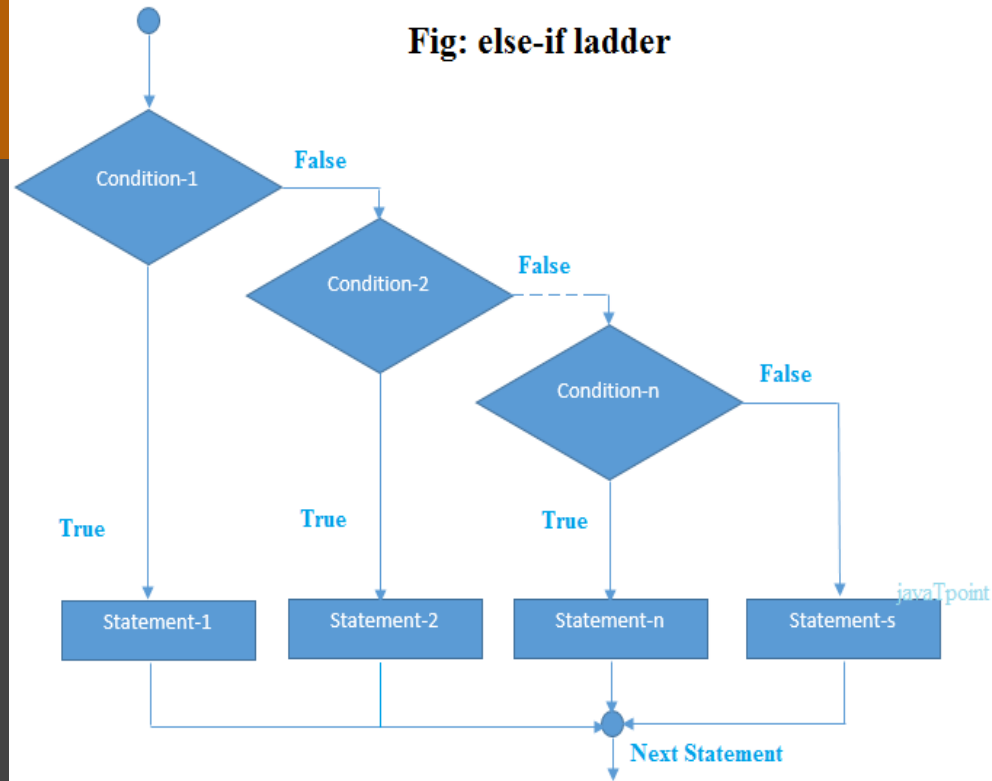 Fig: else-if ladder
Condition-1
False
Condition-2
False
Condition-n
False
True
True
True
Statement-1
Statement-2
Statement-n
Statement-s
javaTpoint
Next Statement